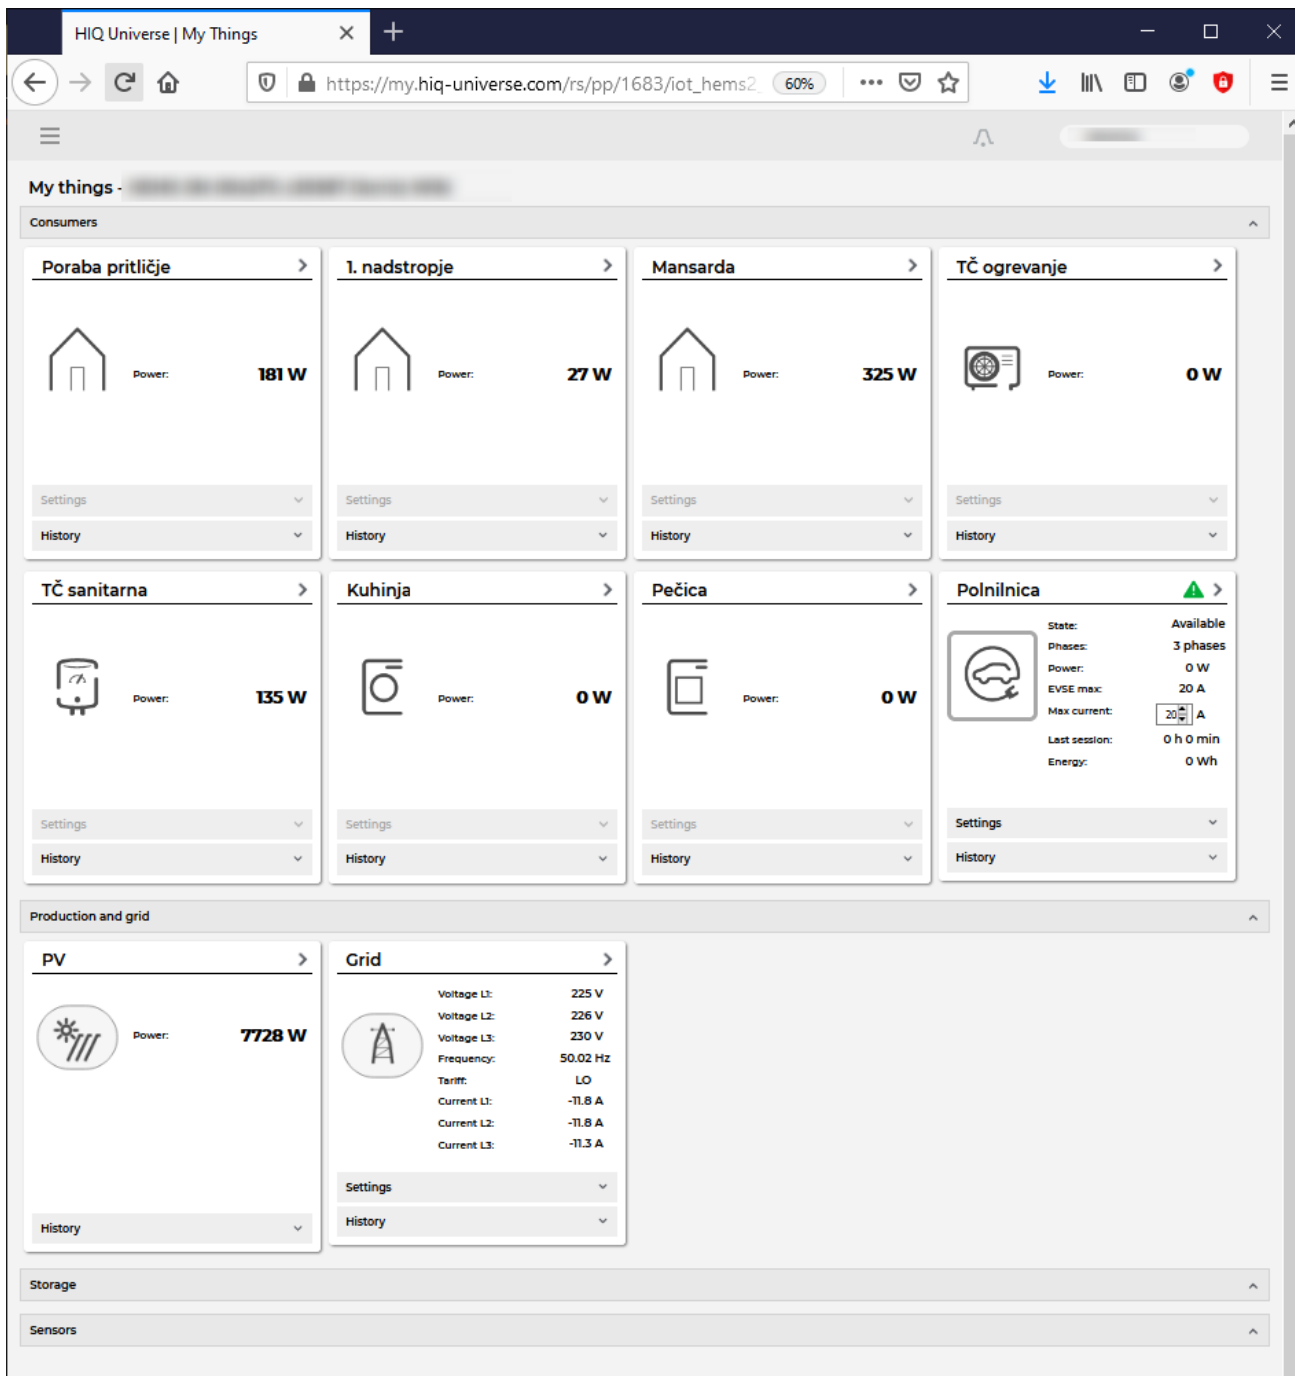 HIQ Universe | My Things
https://my.hiq-universe.com/rs/pp/1683/iot_hems2_ 60%
My things -
Consumers
Poraba pritličje
Power: 181 W
Settings
History
1. nadstropje
Power: 27 W
Settings
History
Mansarda
Power: 325 W
Settings
History
TČ ogrevanje
Power: 0 W
Settings
History
TČ sanitarna
Power: 135 W
Settings
History
Kuhinja
Power: 0 W
Settings
History
Pečica
Power: 0 W
Settings
History
Polnilnica
State: Available
Phases: 3 phases
Power: 0 W
EVSE max: 20 A
Max current: 20 A
Last session: 0 h 0 min
Energy: 0 Wh
Settings
History
Production and grid
PV
Power: 7728 W
History
Grid
Voltage L1: 225 V
Voltage L2: 226 V
Voltage L3: 230 V
Frequency: 50.02 Hz
Tariff: LO
Current L1: -11.8 A
Current L2: -11.8 A
Current L3: -11.3 A
Settings
History
Storage
Sensors